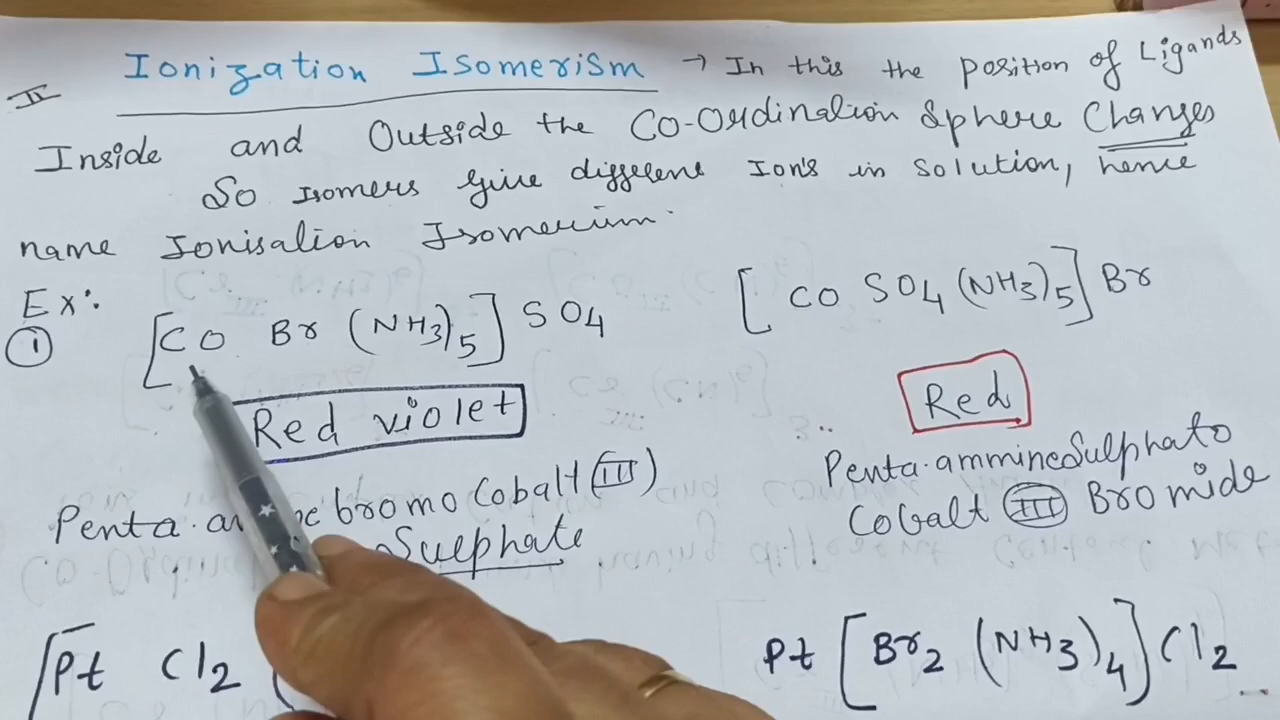 II Ionization Isomerism → In this the position of Ligands
Inside and Outside the Co-Ordination Sphere Changes
So Isomers give different Ion's in solution, hence
name Ionisation Isomerism.
Ex:
① [CO Br (NH3)5] SO4 [CO SO4 (NH3)5] Br
Red violet Red
Penta. bromo Cobalt (III) Penta.ammineSulphato
Sulphate Cobalt III Bromide
[Pt Cl2 Pt [Br2 (NH3)4] Cl2